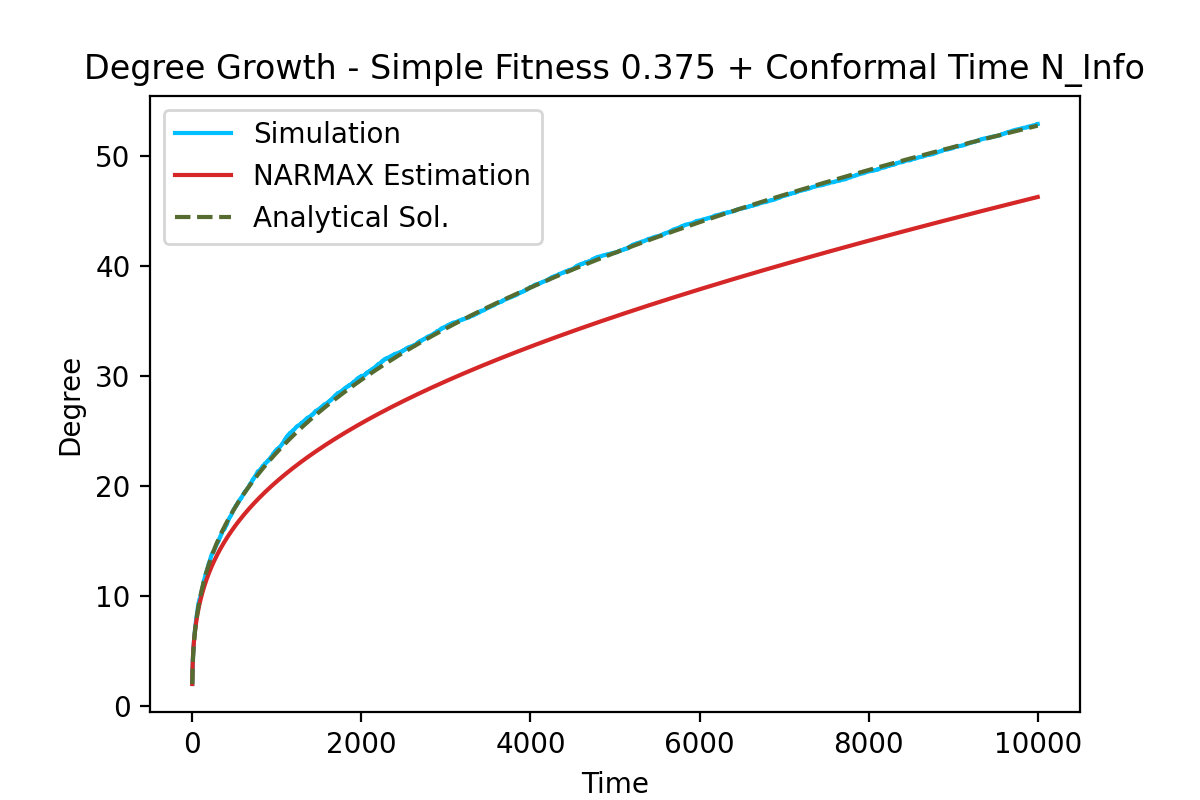 Degree Growth - Simple Fitness 0.375 + Conformal Time N_Info
Simulation
NARMAX Estimation
Analytical Sol.
50
40
30
20
10
0
Degree
0 2000 4000 6000 8000 10000
Time